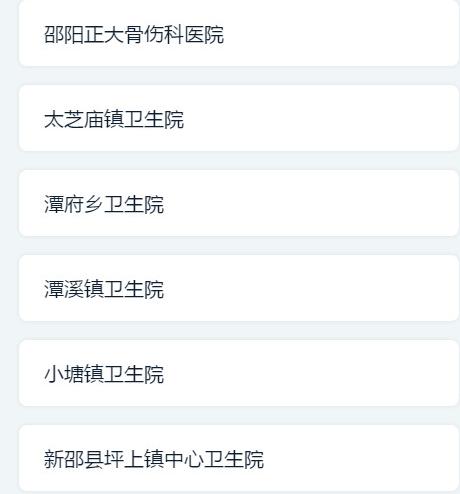 邵阳正大骨伤科医院
太芝庙镇卫生院
潭府乡卫生院
潭溪镇卫生院
小塘镇卫生院
新邵县坪上镇中心卫生院